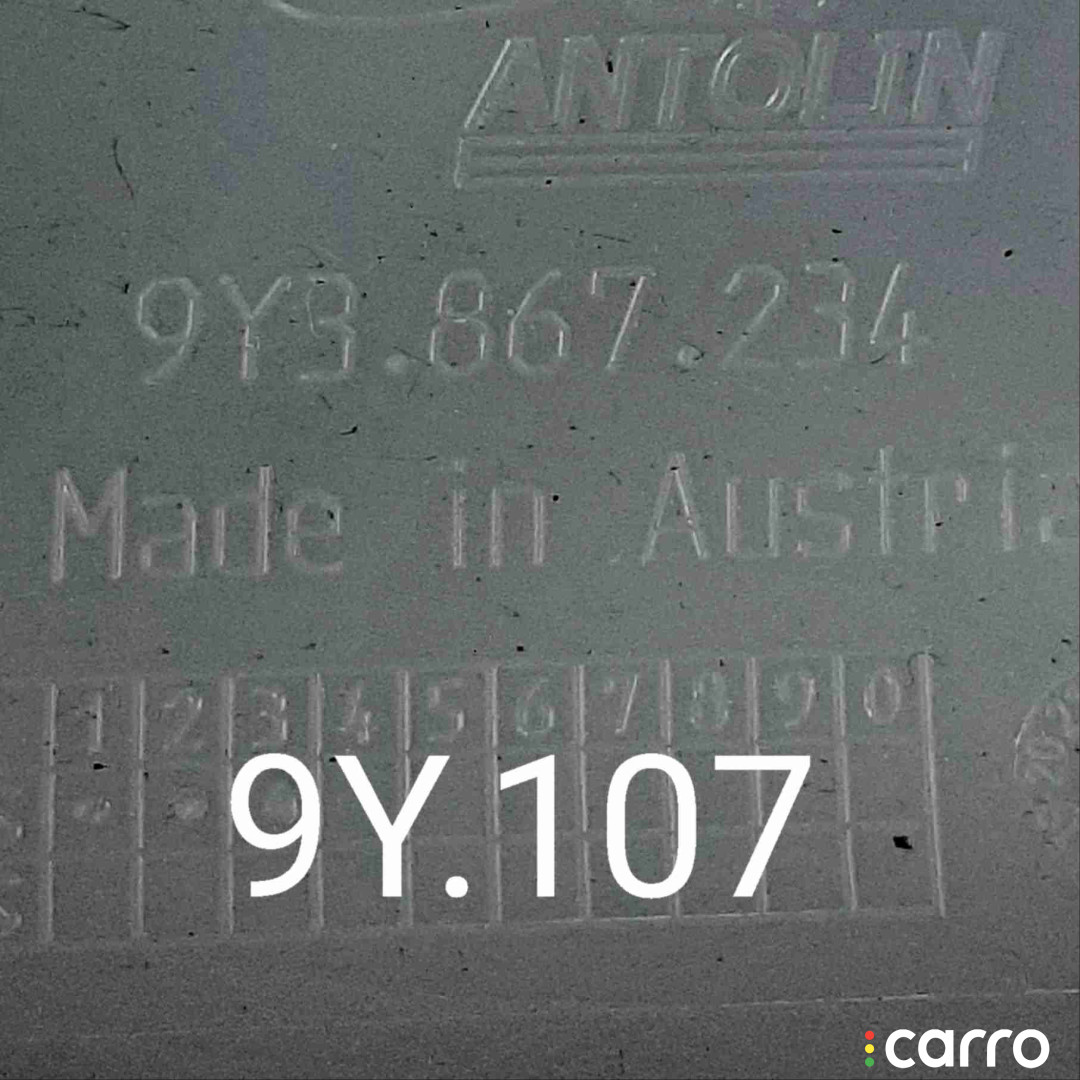 ANTOLIN
9Y3.867.234
Made in Austria
1 2 3 4 5 6 7 8 9 0
9Y.107
carro